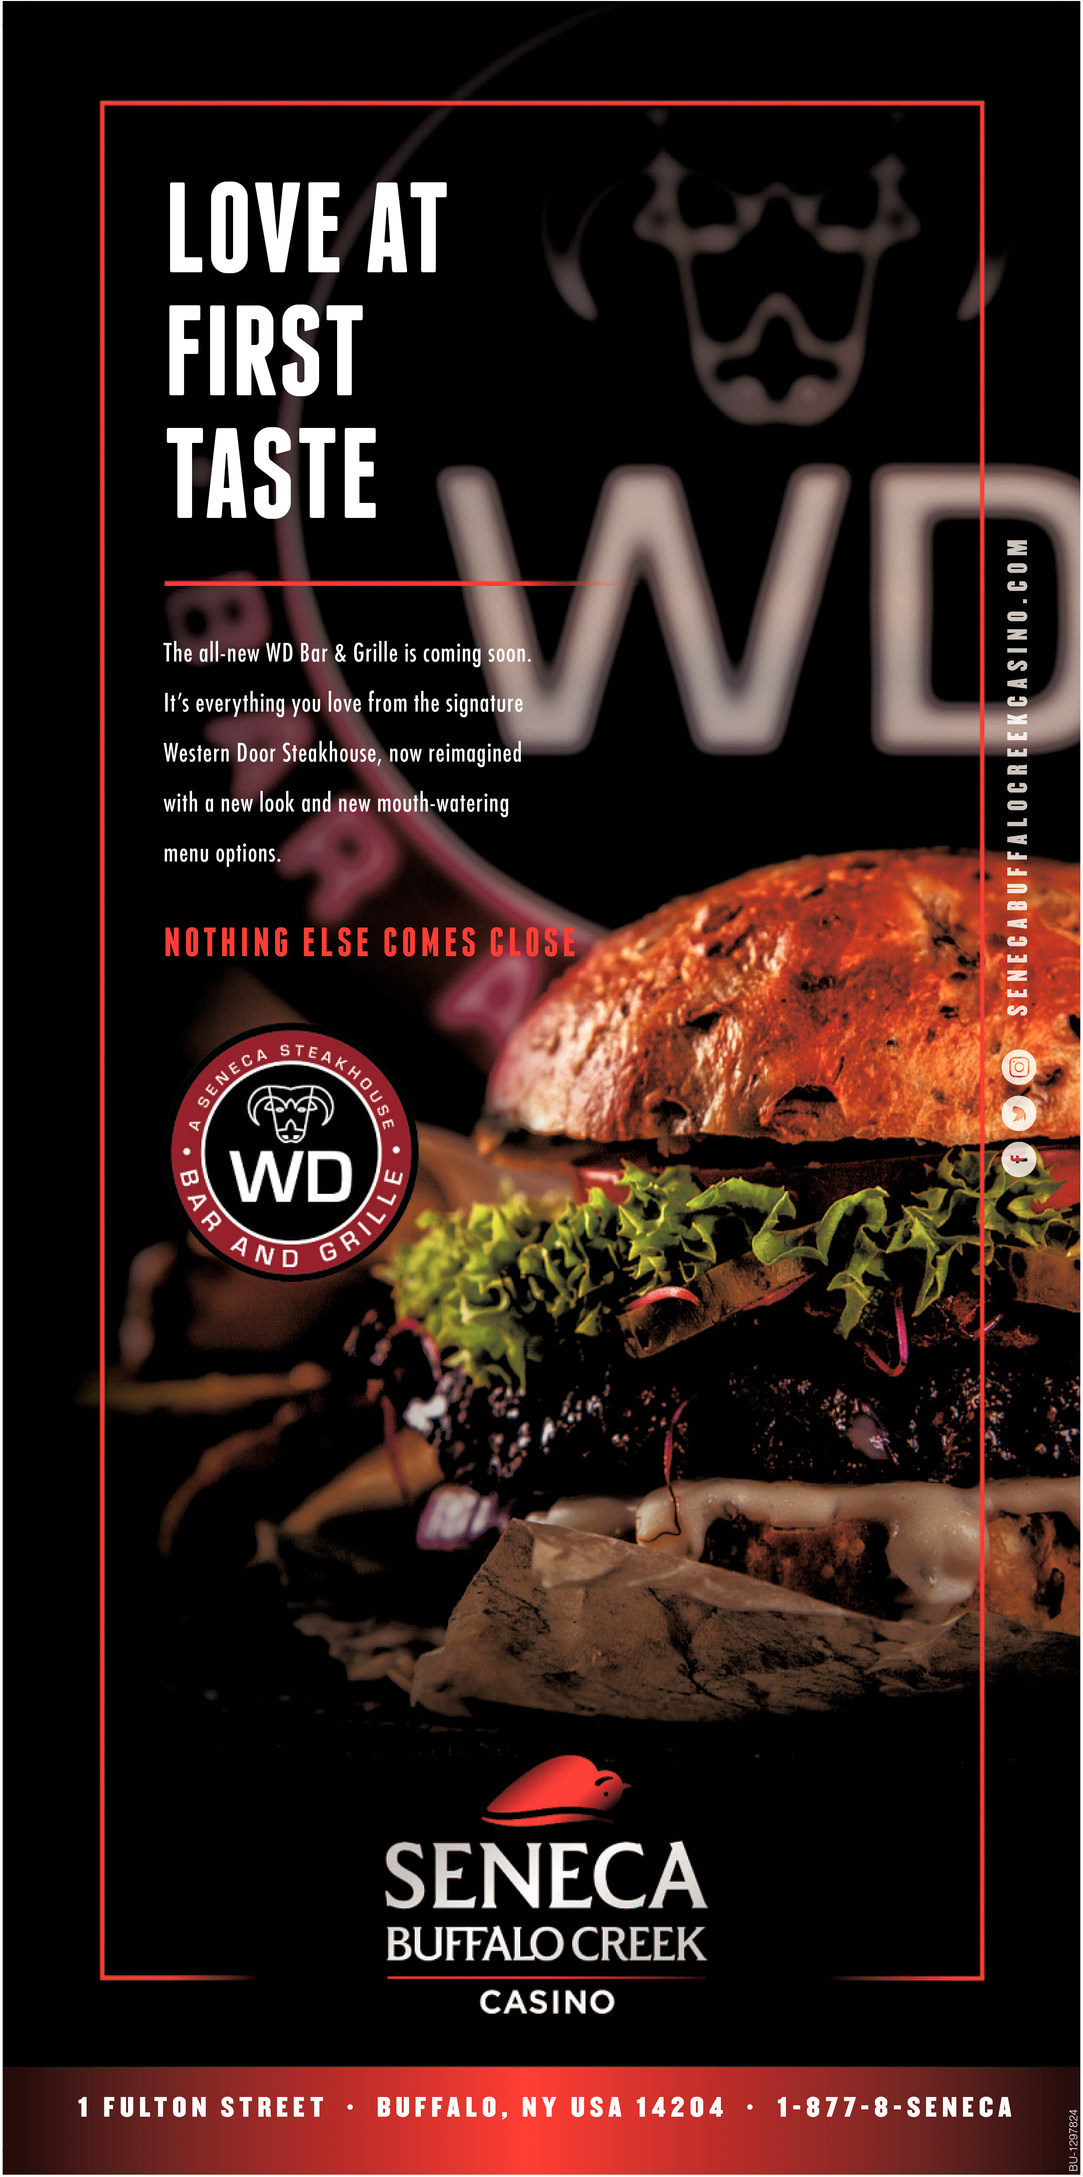 LOVE AT
FIRST
TASTE
The all-new WD Bar & Grille is coming soon.
It's everything you love from the signature
Western Door Steakhouse, now reimagined
with a new look and new mouth-watering
menu options.
NOTHING ELSE COMES CLOSE
A SENECA STEAKHOUSE
WD
BAR AND GRILLE
WD
BAR A
SENECABUFFALOCREEKCASINO.COM
SENECA
BUFFALO CREEK
CASINO
1 FULTON STREET • BUFFALO, NY USA 14204 • 1-877-8-SENECA
BU-1297824